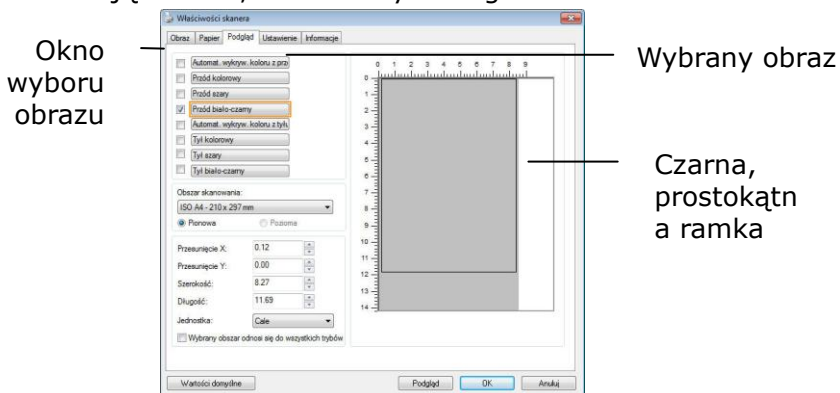 Właściwości skanera
Obraz Papier Podgląd Ustawienie Informacje
Okno
wyboru
obrazu
Automat. wykryw. koloru z prz
Przód kolorowy
Przód szary
Przód biało-czarny
Automat. wykryw. koloru z tyłu
Tył kolorowy
Tył szary
Tył biało-czarny
Obszar skanowania:
ISO A4 - 210 x 297 mm
Pionowa Pozioma
Przesunięcie X: 0.12
Przesunięcie Y: 0.00
Szerokość: 8.27
Długość: 11.69
Jednostka: Cale
Wybrany obszar odnosi się do wszystkich trybów
0 1 2 3 4 5 6 7 8 9
0
1
2
3
4
5
6
7
8
9
10
11
12
13
14
Wybrany obraz
Czarna,
prostokątn
a ramka
Wartości domyślne Podgląd OK Anuluj